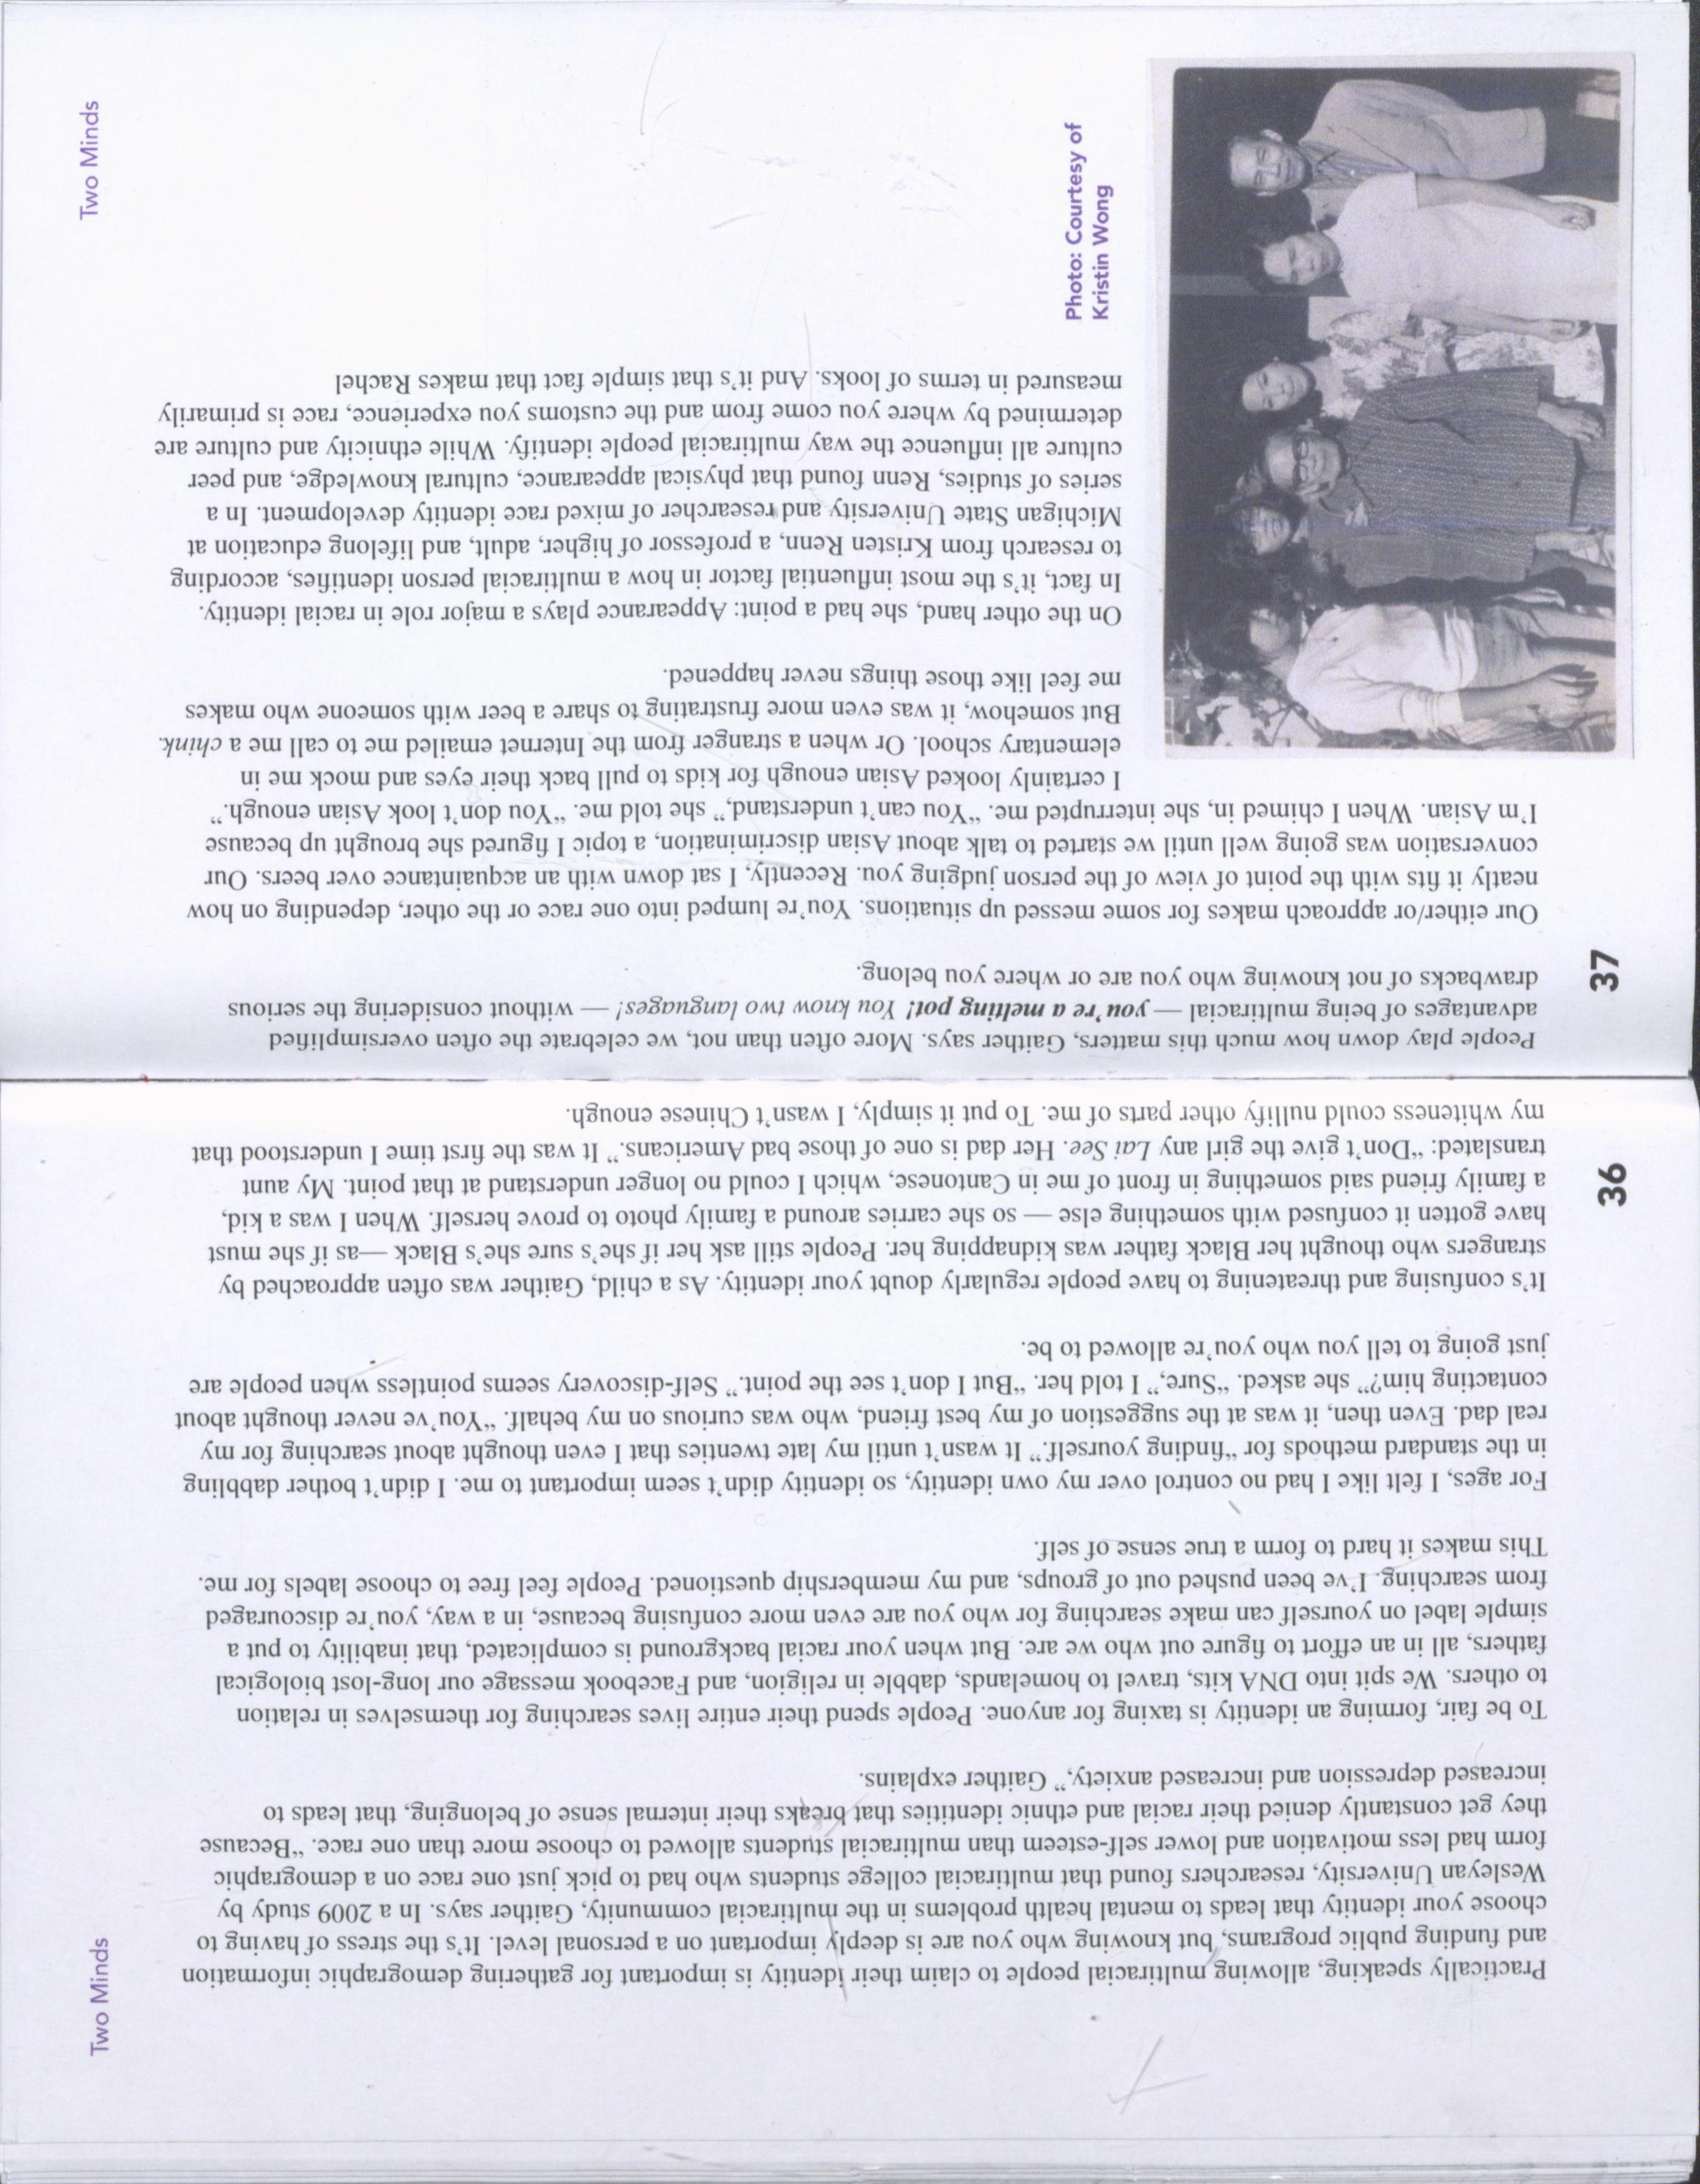 Two Minds
Practically speaking, allowing multiracial people to claim their identity is important for gathering demographic information
and funding public programs, but knowing who you are is deeply important on a personal level. It’s the stress of having to
choose your identity that leads to mental health problems in the multiracial community, Gaither says. In a 2009 study by
Wesleyan University, researchers found that multiracial college students who had to pick just one race on a demographic
form had less motivation and lower self-esteem than multiracial students allowed to choose more than one race. “Because
they get constantly denied their racial and ethnic identities that breaks their internal sense of belonging, that leads to
increased depression and increased anxiety,” Gaither explains.
To be fair, forming an identity is taxing for anyone. People spend their entire lives searching for themselves in relation
to others. We spit into DNA kits, travel to homelands, dabble in religion, and Facebook message our long-lost biological
fathers, all in an effort to figure out who we are. But when your racial background is complicated, that inability to put a
simple label on yourself can make searching for who you are even more confusing because, in a way, you’re discouraged
from searching. I’ve been pushed out of groups, and my membership questioned. People feel free to choose labels for me.
This makes it hard to form a true sense of self.
For ages, I felt like I had no control over my own identity, so identity didn’t seem important to me. I didn’t bother dabbling
in the standard methods for “finding yourself.” It wasn’t until my late twenties that I even thought about searching for my
real dad. Even then, it was at the suggestion of my best friend, who was curious on my behalf. “You’ve never thought about
contacting him?” she asked. “Sure,” I told her. “But I don’t see the point.” Self-discovery seems pointless when people are
just going to tell you who you’re allowed to be.
It’s confusing and threatening to have people regularly doubt your identity. As a child, Gaither was often approached by
strangers who thought her Black father was kidnapping her. People still ask her if she’s sure she’s Black —as if she must
have gotten it confused with something else — so she carries around a family photo to prove herself. When I was a kid,
a family friend said something in front of me in Cantonese, which I could no longer understand at that point. My aunt
translated: “Don’t give the girl any Lai See. Her dad is one of those bad Americans.” It was the first time I understood that
my whiteness could nullify other parts of me. To put it simply, I wasn’t Chinese enough.
36
Two Minds
People play down how much this matters, Gaither says. More often than not, we celebrate the often oversimplified
advantages of being multiracial — you’re a melting pot! You know two languages! — without considering the serious
drawbacks of not knowing who you are or where you belong.
Our either/or approach makes for some messed up situations. You’re lumped into one race or the other, depending on how
neatly it fits with the point of view of the person judging you. Recently, I sat down with an acquaintance over beers. Our
conversation was going well until we started to talk about Asian discrimination, a topic I figured she brought up because
I’m Asian. When I chimed in, she interrupted me. “You can’t understand,” she told me. “You don’t look Asian enough.”
I certainly looked Asian enough for kids to pull back their eyes and mock me in
elementary school. Or when a stranger from the Internet emailed me to call me a chink.
But somehow, it was even more frustrating to share a beer with someone who makes
me feel like those things never happened.
On the other hand, she had a point: Appearance plays a major role in racial identity.
In fact, it’s the most influential factor in how a multiracial person identifies, according
to research from Kristen Renn, a professor of higher, adult, and lifelong education at
Michigan State University and researcher of mixed race identity development. In a
series of studies, Renn found that physical appearance, cultural knowledge, and peer
culture all influence the way multiracial people identify. While ethnicity and culture are
determined by where you come from and the customs you experience, race is primarily
measured in terms of looks. And it’s that simple fact that makes Rachel
Photo: Courtesy of
Kristin Wong
37